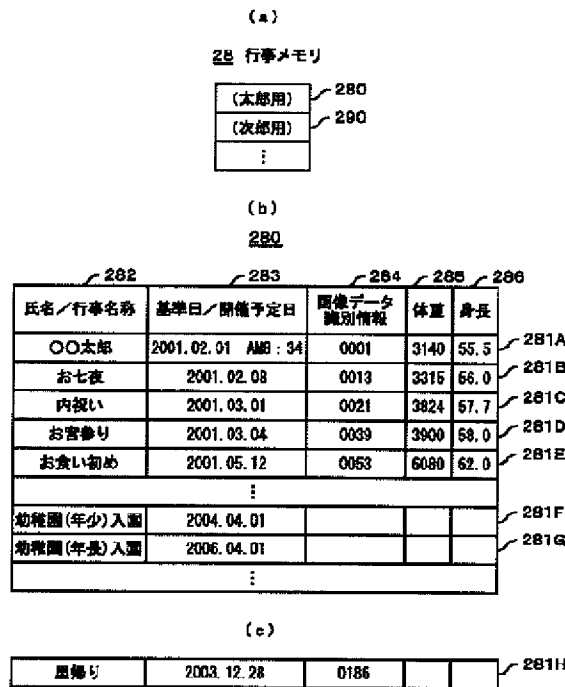 (a)
28 行事メモリ
(太郎用) 280
(次郎用) 290
⋮
(b)
280
282 283 284 285 286
氏名／行事名称 基準日／開催予定日 画像データ識別情報 体重 身長
〇〇太郎 2001.02.01 AM8:34 0001 3140 55.5 281A
お七夜 2001.02.08 0013 3315 56.0 281B
内祝い 2001.03.01 0021 3824 57.7 281C
お宮参り 2001.03.04 0039 3900 58.0 281D
お食い初め 2001.05.12 0053 6080 62.0 281E
⋮
幼稚園(年少)入園 2004.04.01 281F
幼稚園(年長)入園 2006.04.01 281G
⋮
(c)
里帰り 2003.12.28 0186 281H